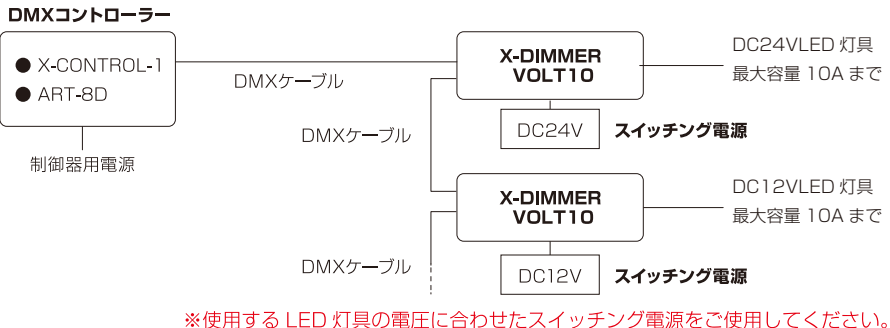 DMXコントローラー
● X-CONTROL-1
● ART-8D
制御器用電源
DMXケーブル
X-DIMMER
VOLT10
DC24VLED 灯具
最大容量 10A まで
DC24V
スイッチング電源
DMXケーブル
X-DIMMER
VOLT10
DC12VLED 灯具
最大容量 10A まで
DC12V
スイッチング電源
DMXケーブル
※使用する LED 灯具の電圧に合わせたスイッチング電源をご使用してください。